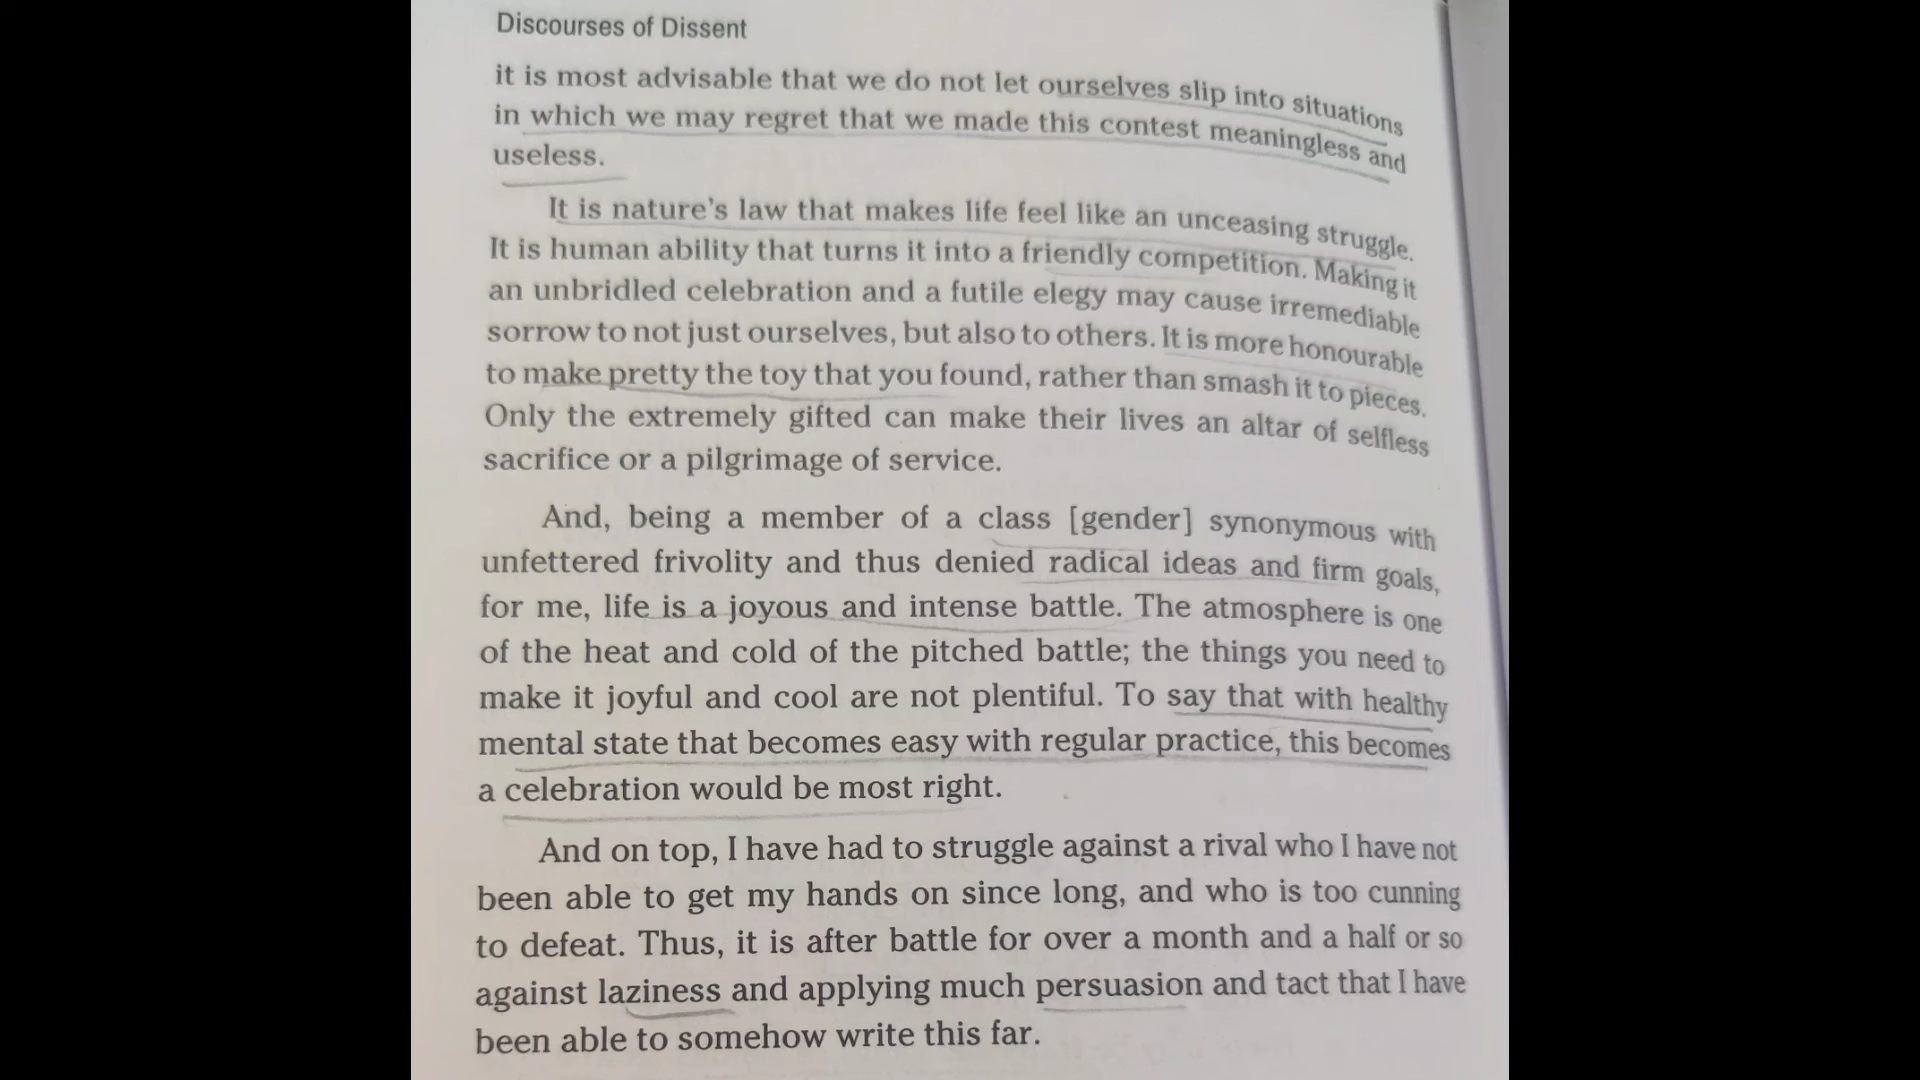 Discourses of Dissent
it is most advisable that we do not let ourselves slip into situations
in which we may regret that we made this contest meaningless and
useless.
It is nature's law that makes life feel like an unceasing struggle.
It is human ability that turns it into a friendly competition. Making it
an unbridled celebration and a futile elegy may cause irremediable
sorrow to not just ourselves, but also to others. It is more honourable
to make pretty the toy that you found, rather than smash it to pieces.
Only the extremely gifted can make their lives an altar of selfless
sacrifice or a pilgrimage of service.
And, being a member of a class [gender] synonymous with
unfettered frivolity and thus denied radical ideas and firm goals,
for me, life is a joyous and intense battle. The atmosphere is one
of the heat and cold of the pitched battle; the things you need to
make it joyful and cool are not plentiful. To say that with healthy
mental state that becomes easy with regular practice, this becomes
a celebration would be most right.
And on top, I have had to struggle against a rival who I have not
been able to get my hands on since long, and who is too cunning
to defeat. Thus, it is after battle for over a month and a half or so
against laziness and applying much persuasion and tact that I have
been able to somehow write this far.